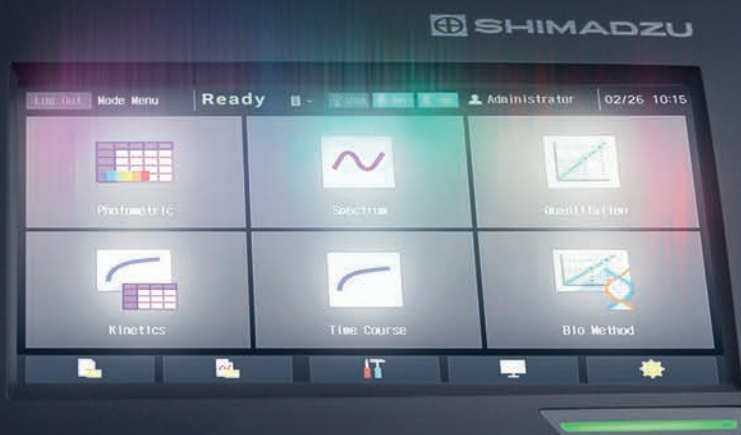 SHIMADZU
Log Out Mode Menu Ready - Administrator 02/26 10:15
Photometric Spectrum Quantitation
Kinetics Time Course Bio Method